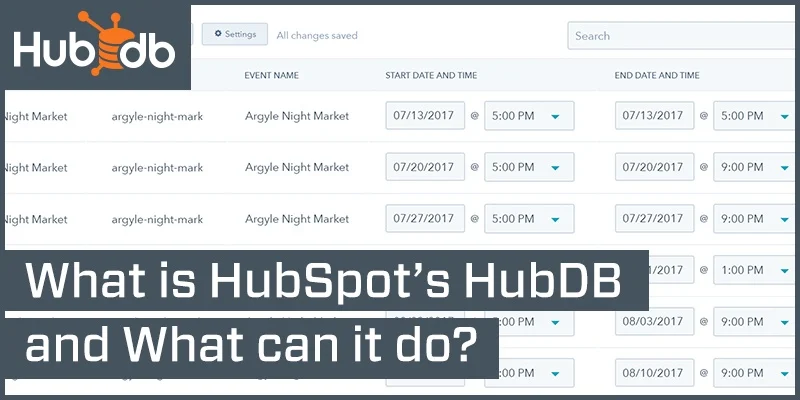 Hub db
Settings All changes saved Search
EVENT NAME START DATE AND TIME END DATE AND TIME
Night Market argyle-night-mark Argyle Night Market 07/13/2017 @ 5:00 PM 07/13/2017 @ 5:00 PM
Night Market argyle-night-mark Argyle Night Market 07/20/2017 @ 5:00 PM 07/20/2017 @ 9:00 PM
Night Market argyle-night-mark Argyle Night Market 07/27/2017 @ 5:00 PM 07/27/2017 @ 9:00 PM
1/2017 @ 1:00 PM
What is HubSpot's HubDB
:00 PM 08/03/2017 @ 9:00 PM
and What can it do?
:00 PM 08/10/2017 @ 9:00 PM